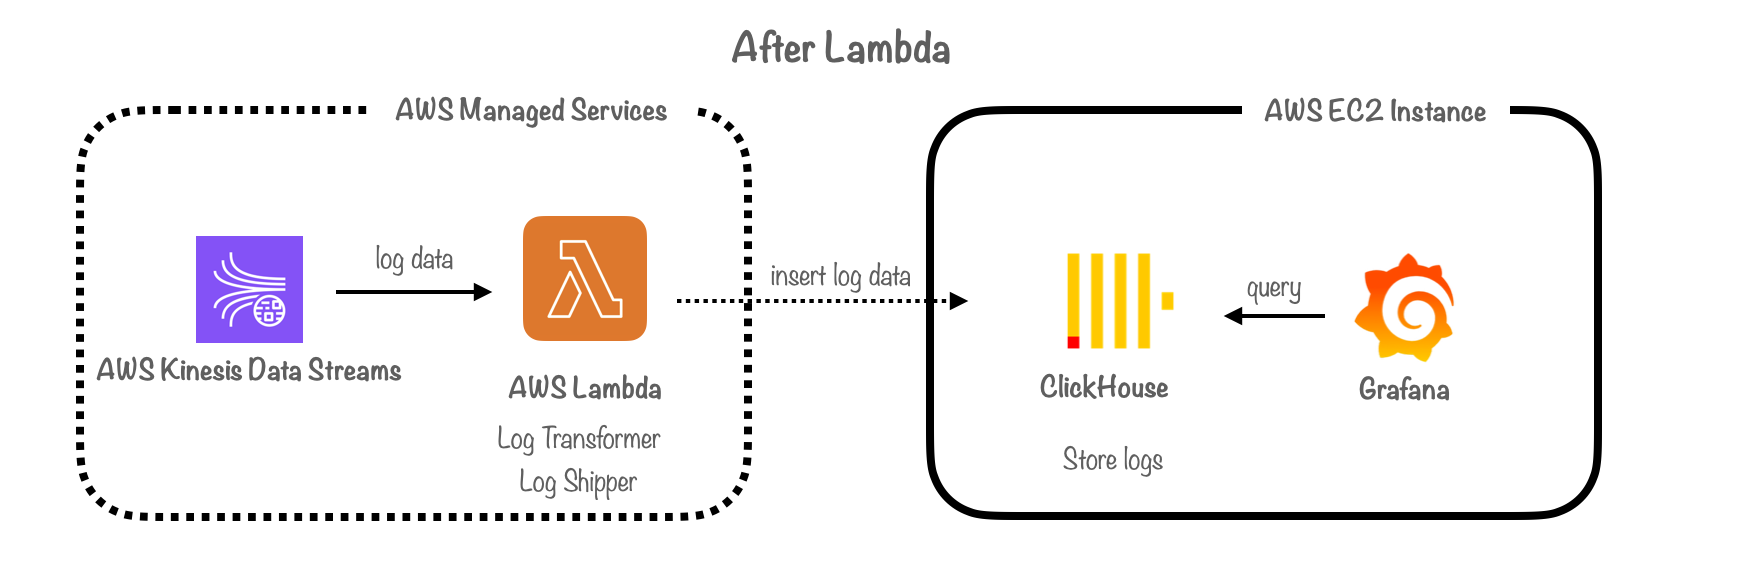 After Lambda
AWS Managed Services
AWS EC2 Instance
log data
insert log data
query
AWS Kinesis Data Streams
AWS Lambda
ClickHouse
Grafana
Log Transformer
Store logs
Log Shipper